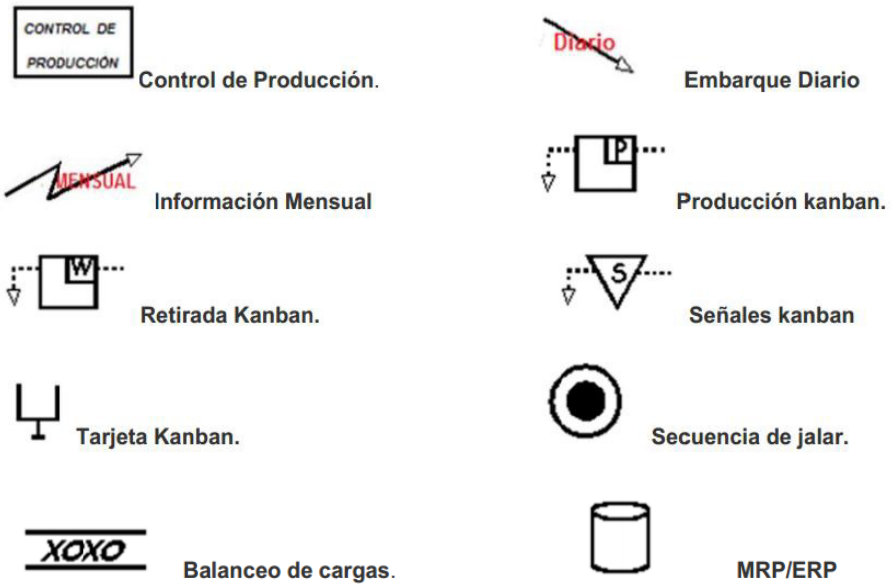 CONTROL DE
PRODUCCIÓN
Control de Producción.
Diario
Embarque Diario
MENSUAL
Información Mensual
P
Producción kanban.
W
Retirada Kanban.
S
Señales kanban
Tarjeta Kanban.
Secuencia de jalar.
XOXO
Balanceo de cargas.
MRP/ERP